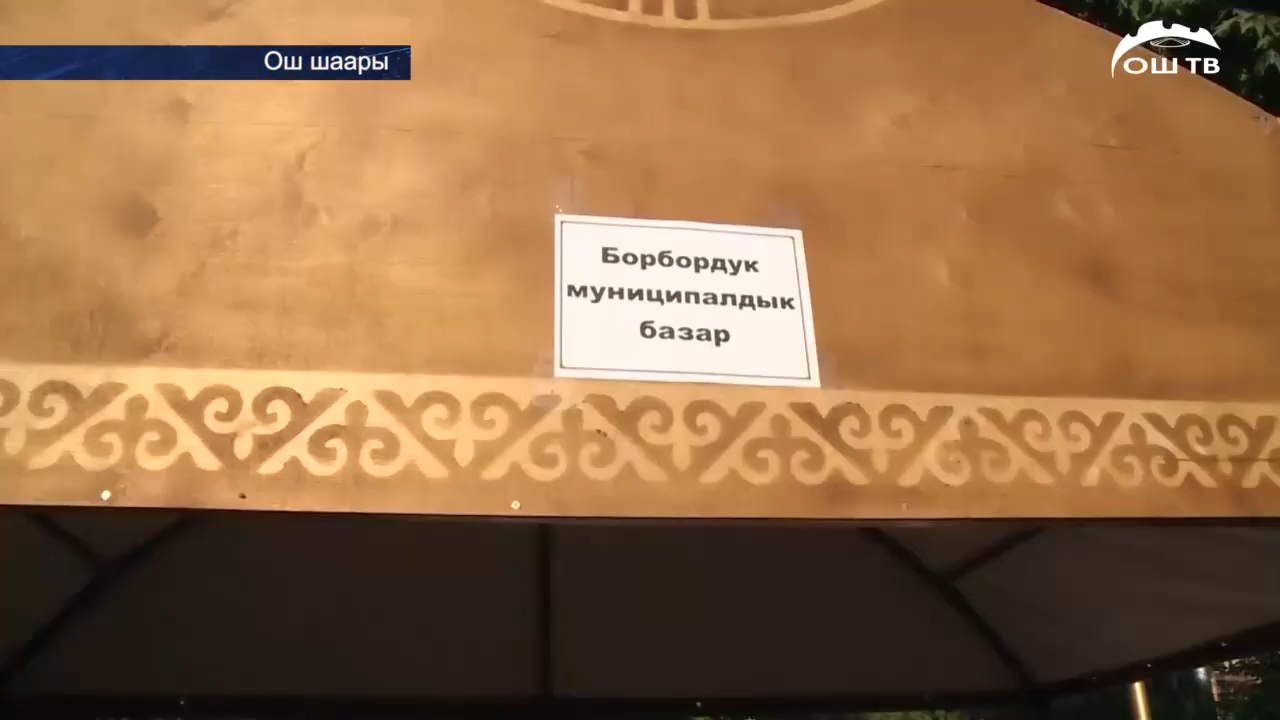 Ош шаары
ОШ ТВ
Борбордук
муниципалдык
базар